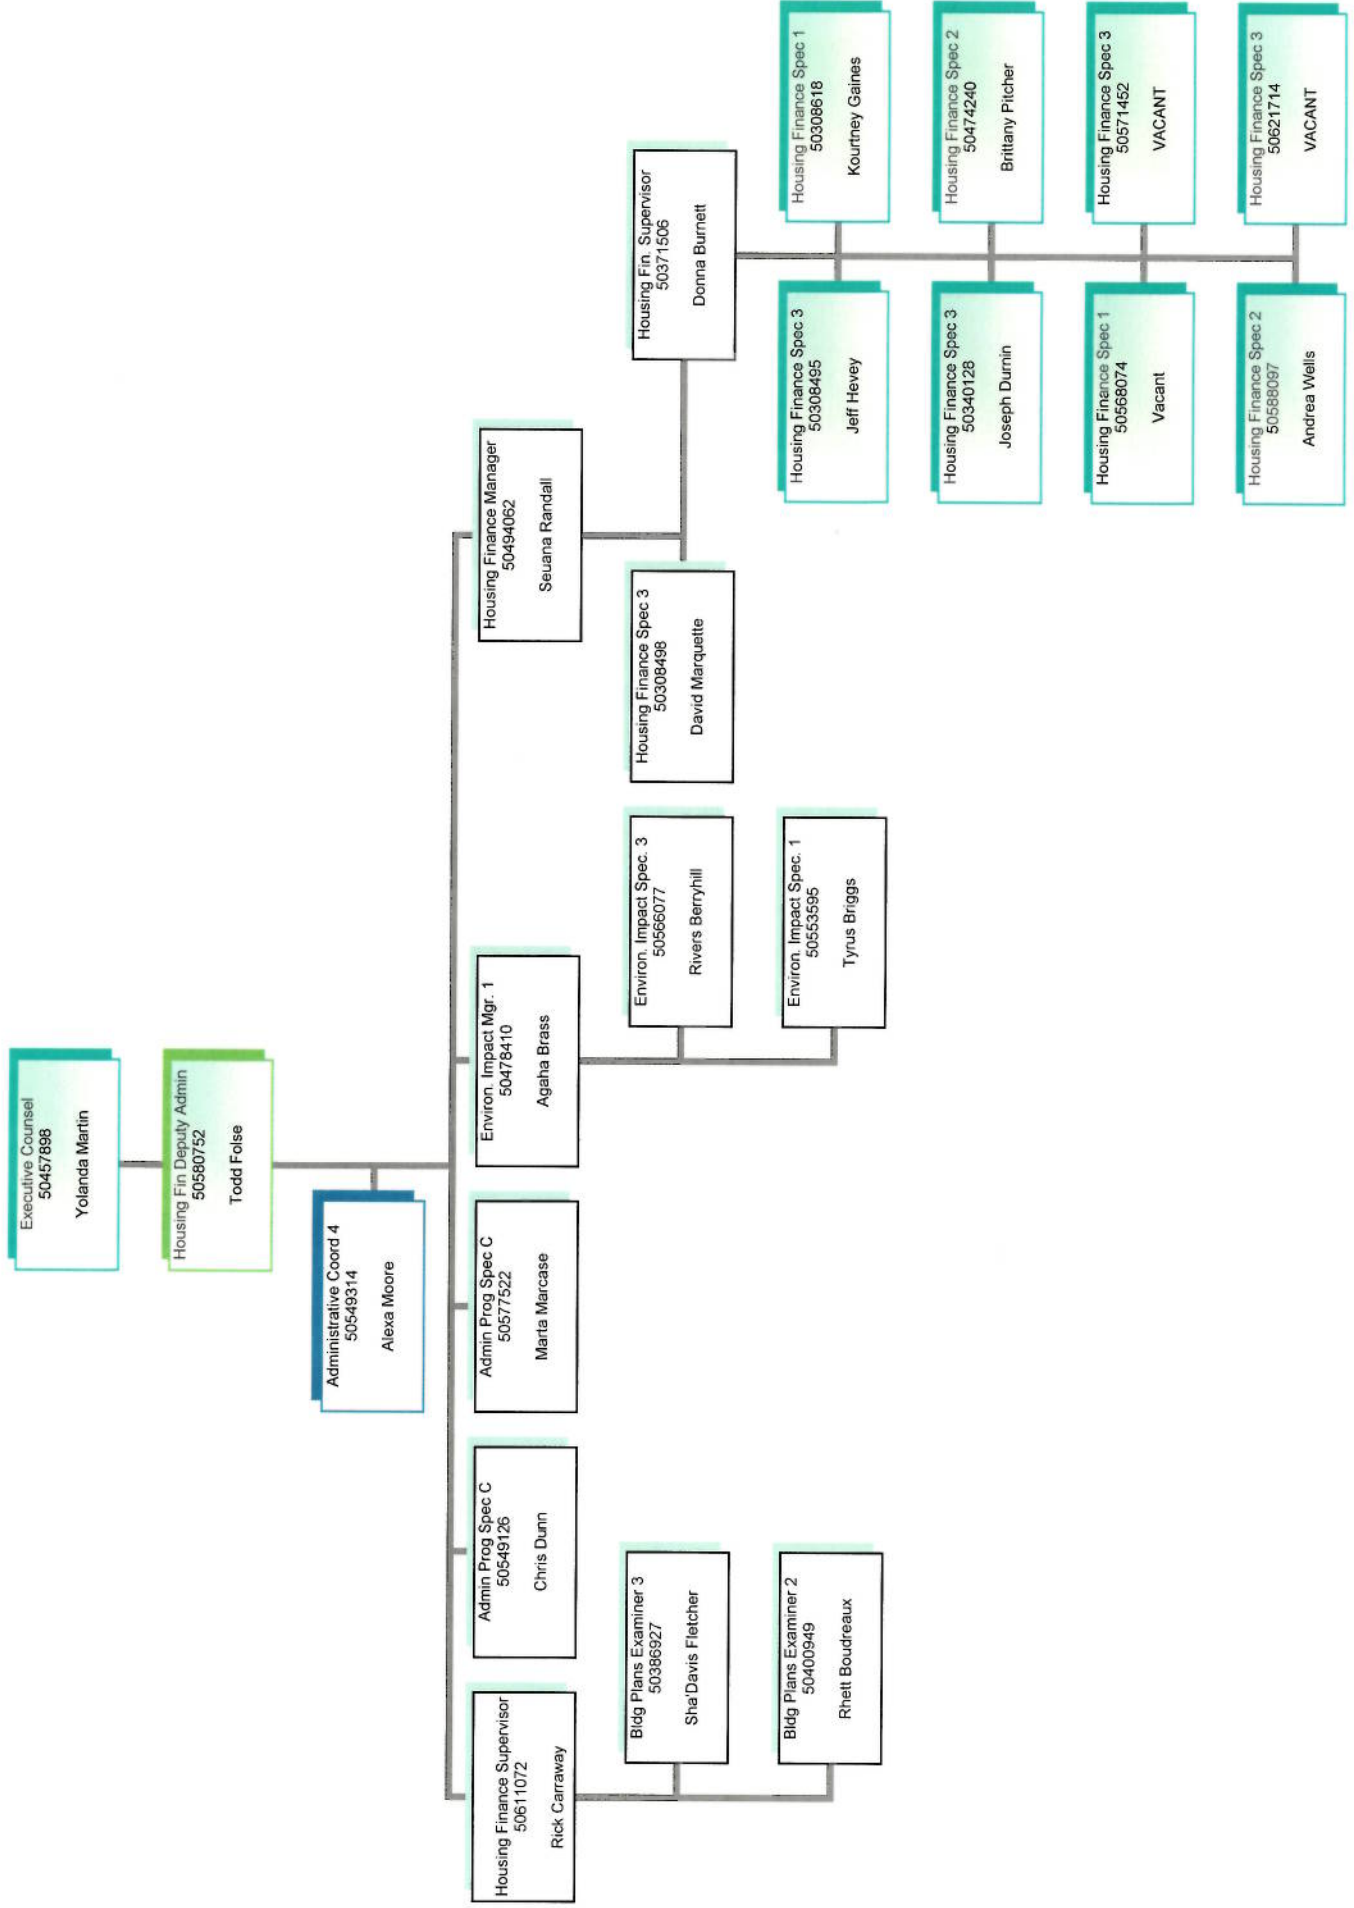 Executive Counsel
50457898
Yolanda Martin
Housing Fin Deputy Admin
50580752
Todd Folse
Administrative Coord 4
50549314
Alexa Moore
Housing Finance Supervisor
50611072
Rick Carraway
Admin Prog Spec C
50549126
Chris Dunn
Admin Prog Spec C
50577522
Marta Marcase
Environ. Impact Mgr. 1
50478410
Agaha Brass
Housing Finance Manager
50494062
Seuana Randall
Bldg Plans Examiner 3
50386927
Sha'Davis Fletcher
Bldg Plans Examiner 2
50400949
Rhett Boudreaux
Environ. Impact Spec. 3
50566077
Rivers Berryhill
Environ. Impact Spec. 1
50553595
Tyrus Briggs
Housing Finance Spec 3
50308498
David Marquette
Housing Fin. Supervisor
50371506
Donna Burnett
Housing Finance Spec 3
50308495
Jeff Hevey
Housing Finance Spec 1
50308618
Kourtney Gaines
Housing Finance Spec 3
50340128
Joseph Durnin
Housing Finance Spec 2
50474240
Brittany Pitcher
Housing Finance Spec 1
50568074
Vacant
Housing Finance Spec 3
50571452
VACANT
Housing Finance Spec 2
50588097
Andrea Wells
Housing Finance Spec 3
50621714
VACANT